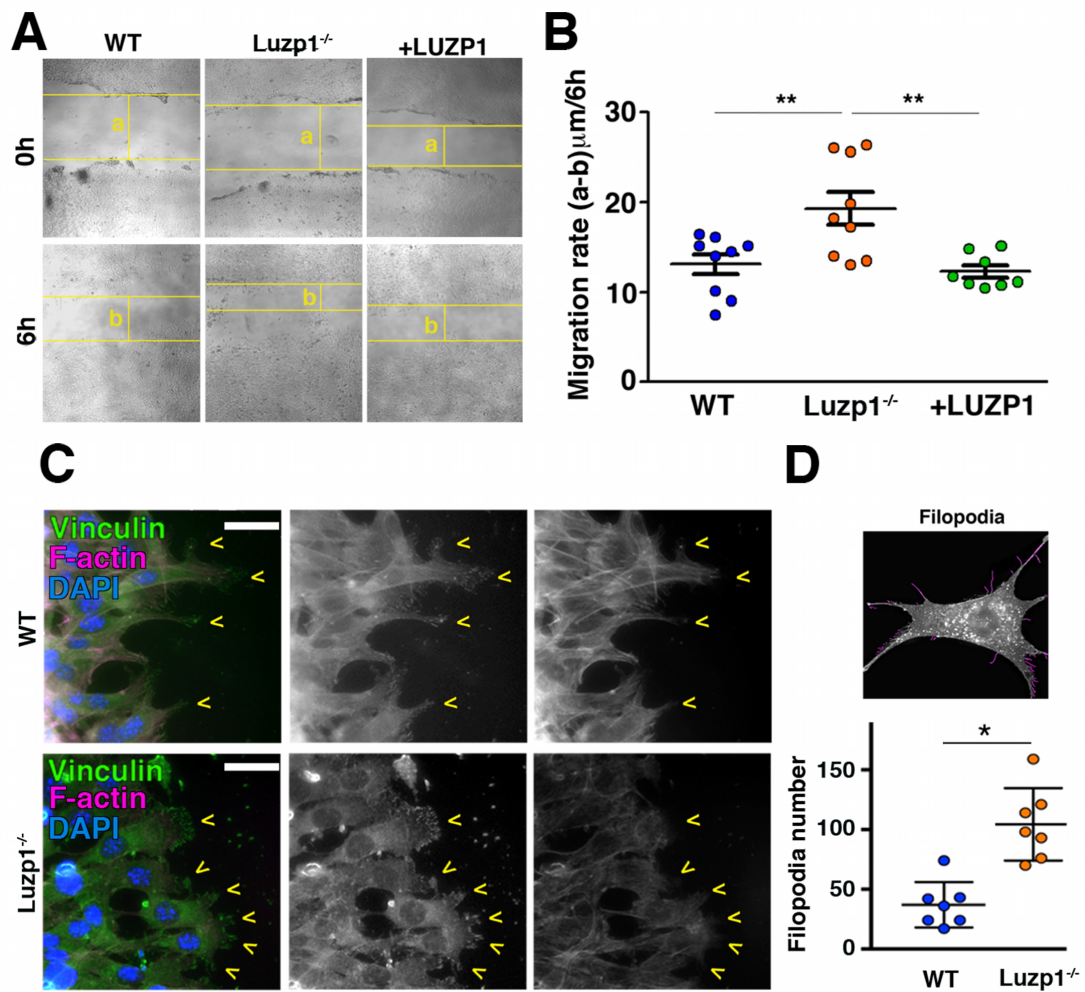 A
WT
Luzp1-/-
+LUZP1
0h
a
a
a
6h
b
b
b
B
**
**
Migration rate (a-b)μm/6h
30
20
10
0
WT
Luzp1-/-
+LUZP1
C
WT
Vinculin
F-actin
DAPI
Luzp1-/-
Vinculin
F-actin
DAPI
D
Filopodia
*
Filopodia number
150
100
50
0
WT
Luzp1-/-